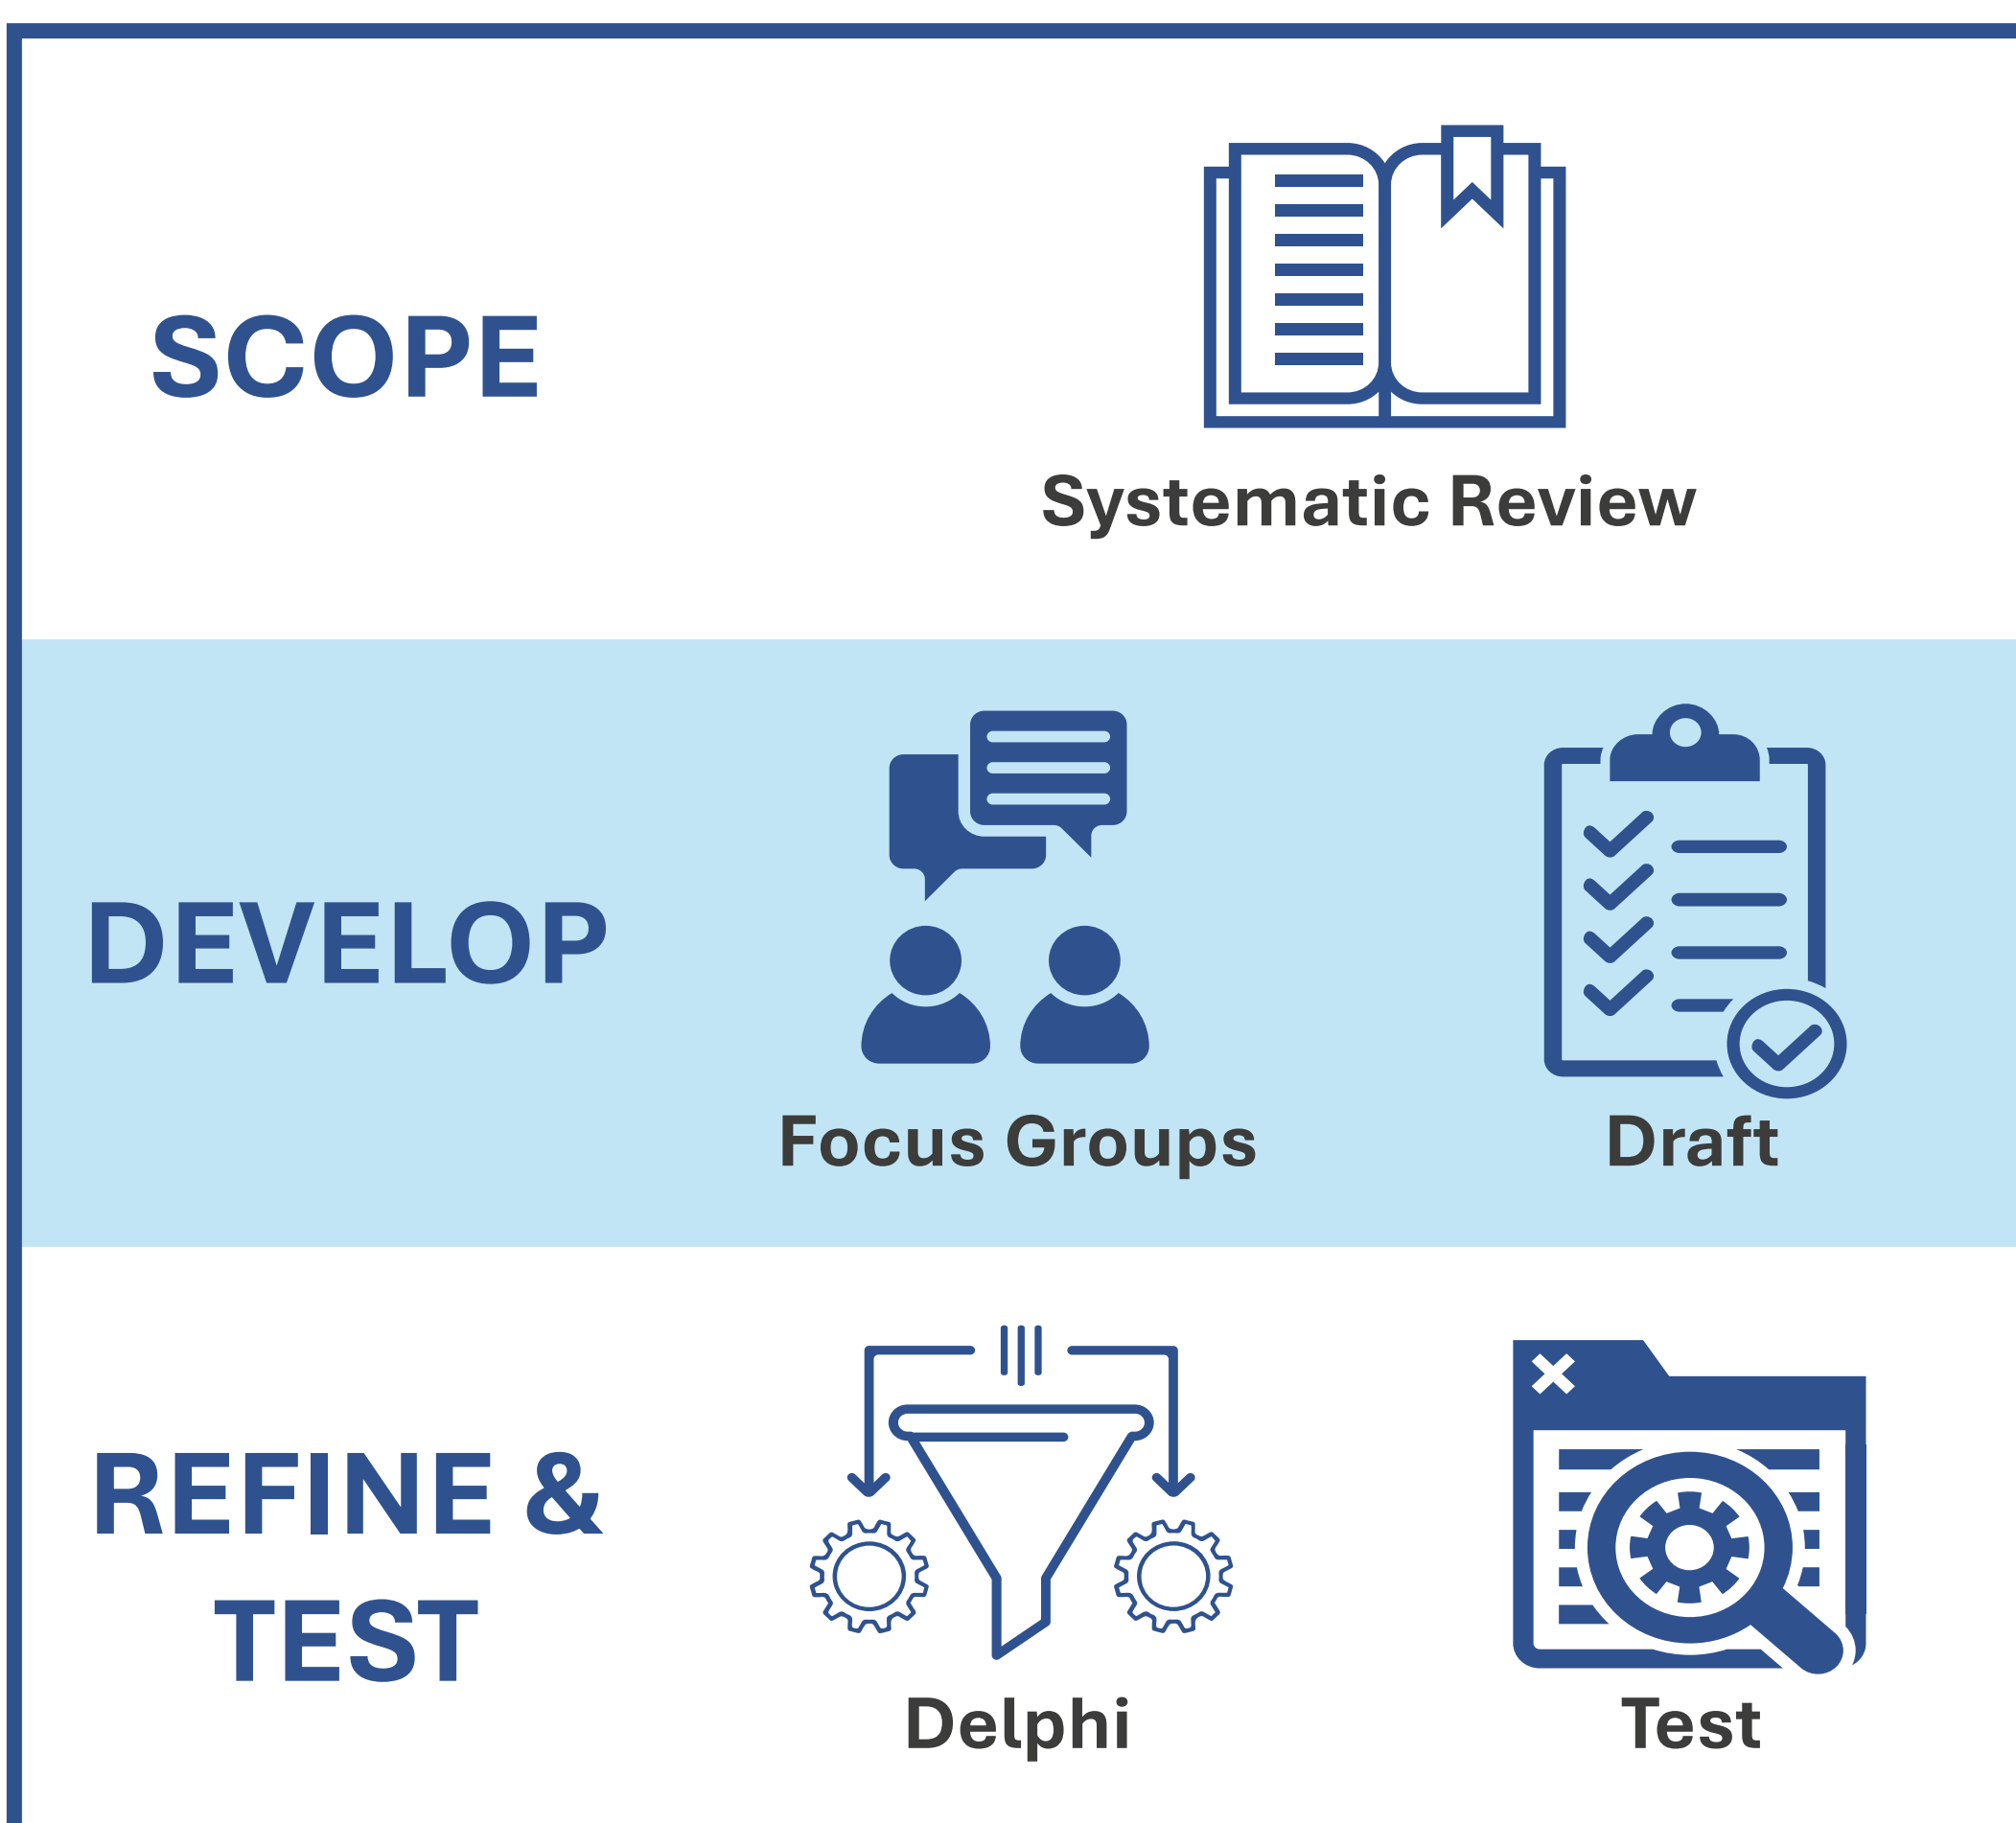 SCOPE
Systematic Review
DEVELOP
Focus Groups
Draft
REFINE &
TEST
Delphi
Test